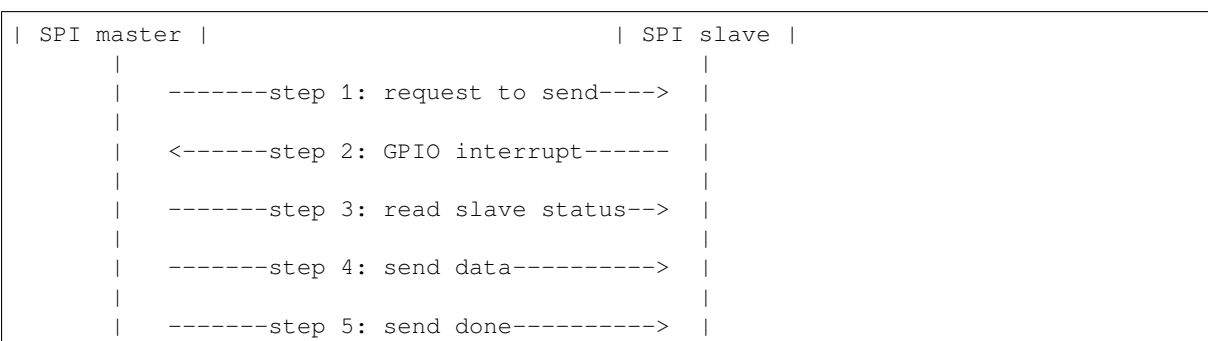 | SPI master |                              | SPI slave |
       |                                           |
       |   -------step 1: request to send---->  |
       |                                           |
       |   <------step 2: GPIO interrupt------  |
       |                                           |
       |   -------step 3: read slave status-->  |
       |                                           |
       |   -------step 4: send data---------->  |
       |                                           |
       |   -------step 5: send done---------->  |